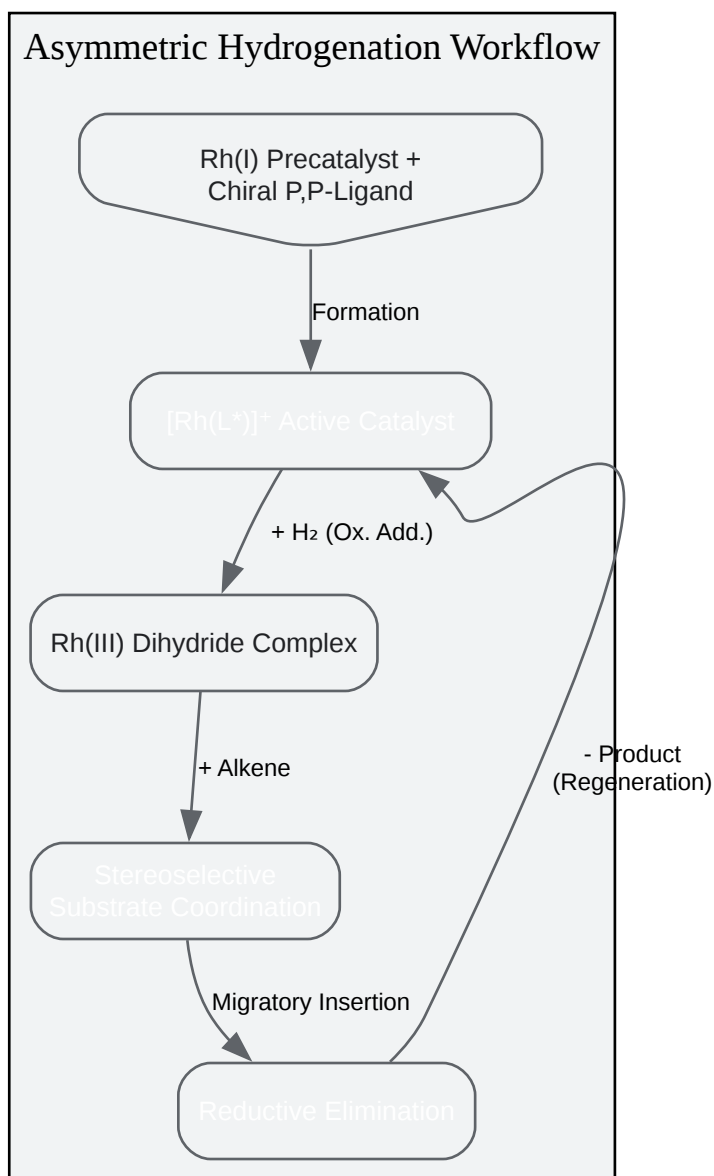 Asymmetric Hydrogenation Workflow
Rh(I) Precatalyst +
Chiral P,P-Ligand
Formation
[Rh(L*)]⁺ Active Catalyst
+ H₂ (Ox. Add.)
Rh(III) Dihydride Complex
+ Alkene
- Product
(Regeneration)
Stereoselective
Substrate Coordination
Migratory Insertion
Reductive Elimination